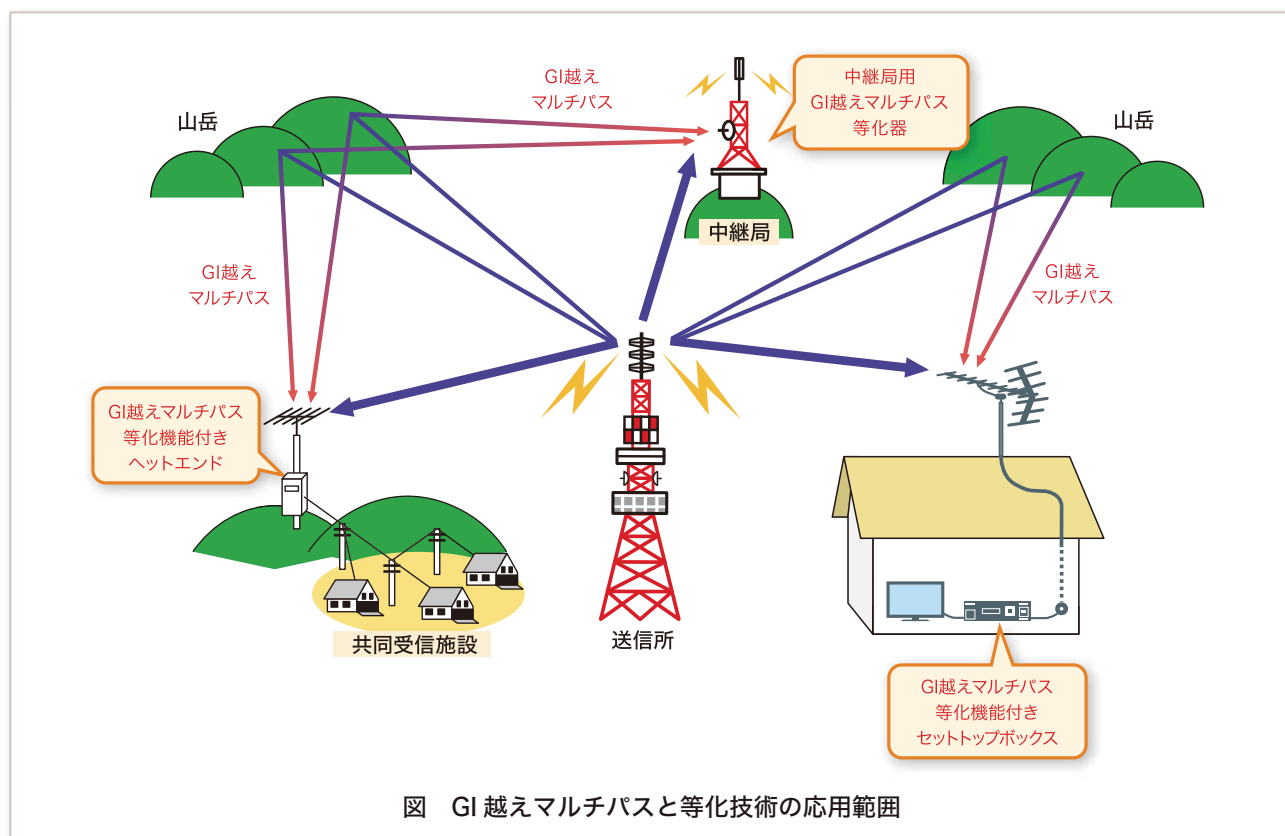 GI越え
マルチパス
中継局用
GI越えマルチパス
等化器
山岳
山岳
中継局
GI越え
マルチパス
GI越え
マルチパス
GI越えマルチパス
等化機能付き
ヘットエンド
共同受信施設
送信所
GI越えマルチパス
等化機能付き
セットトップボックス
図　GI 越えマルチパスと等化技術の応用範囲